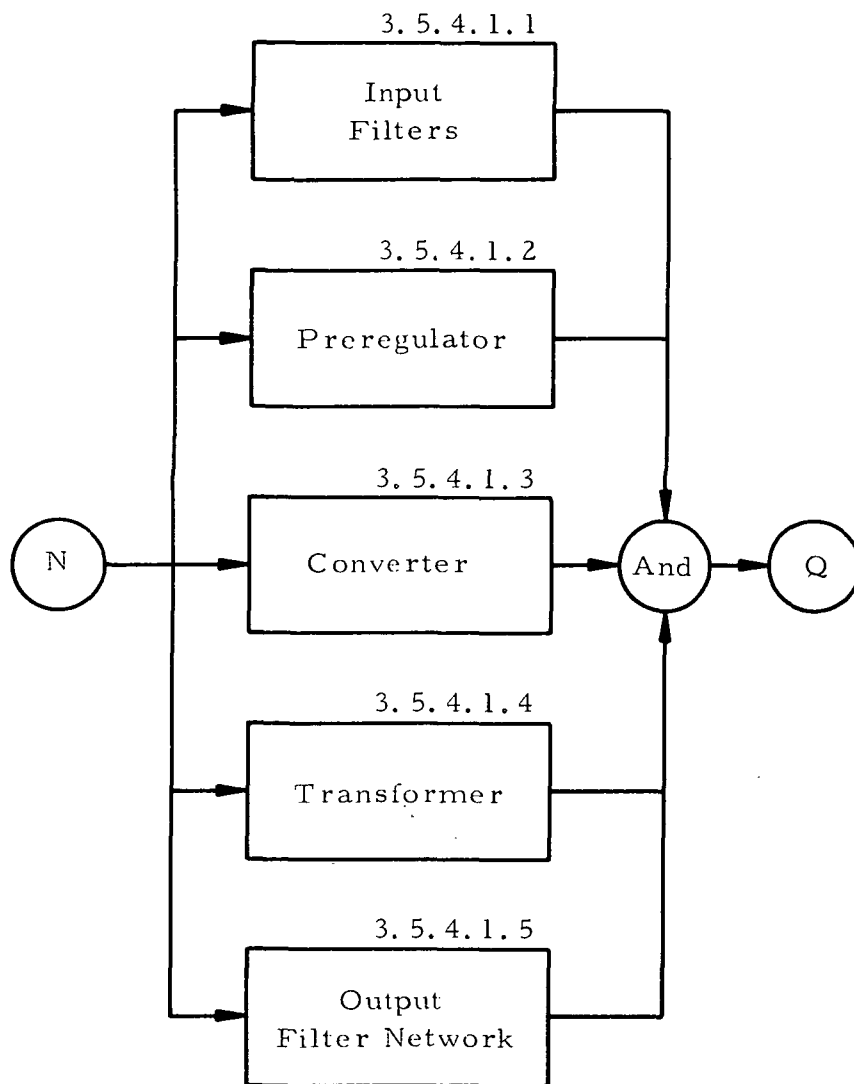 3.5.4.1.1
Input
Filters
3.5.4.1.2
Preregulator
3.5.4.1.3
N
Converter
And
Q
3.5.4.1.4
Transformer
3.5.4.1.5
Output
Filter Network